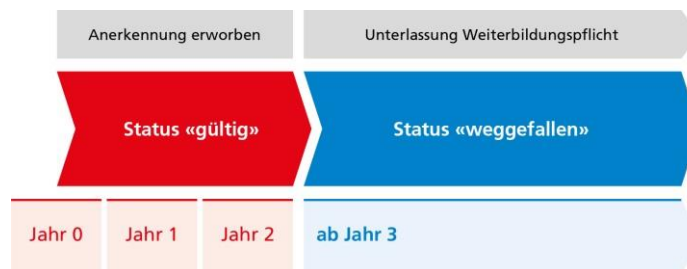 Anerkennung erworben
Unterlassung Weiterbildungspflicht
Status «gültig»
Status «weggefallen»
Jahr 0
Jahr 1
Jahr 2
ab Jahr 3